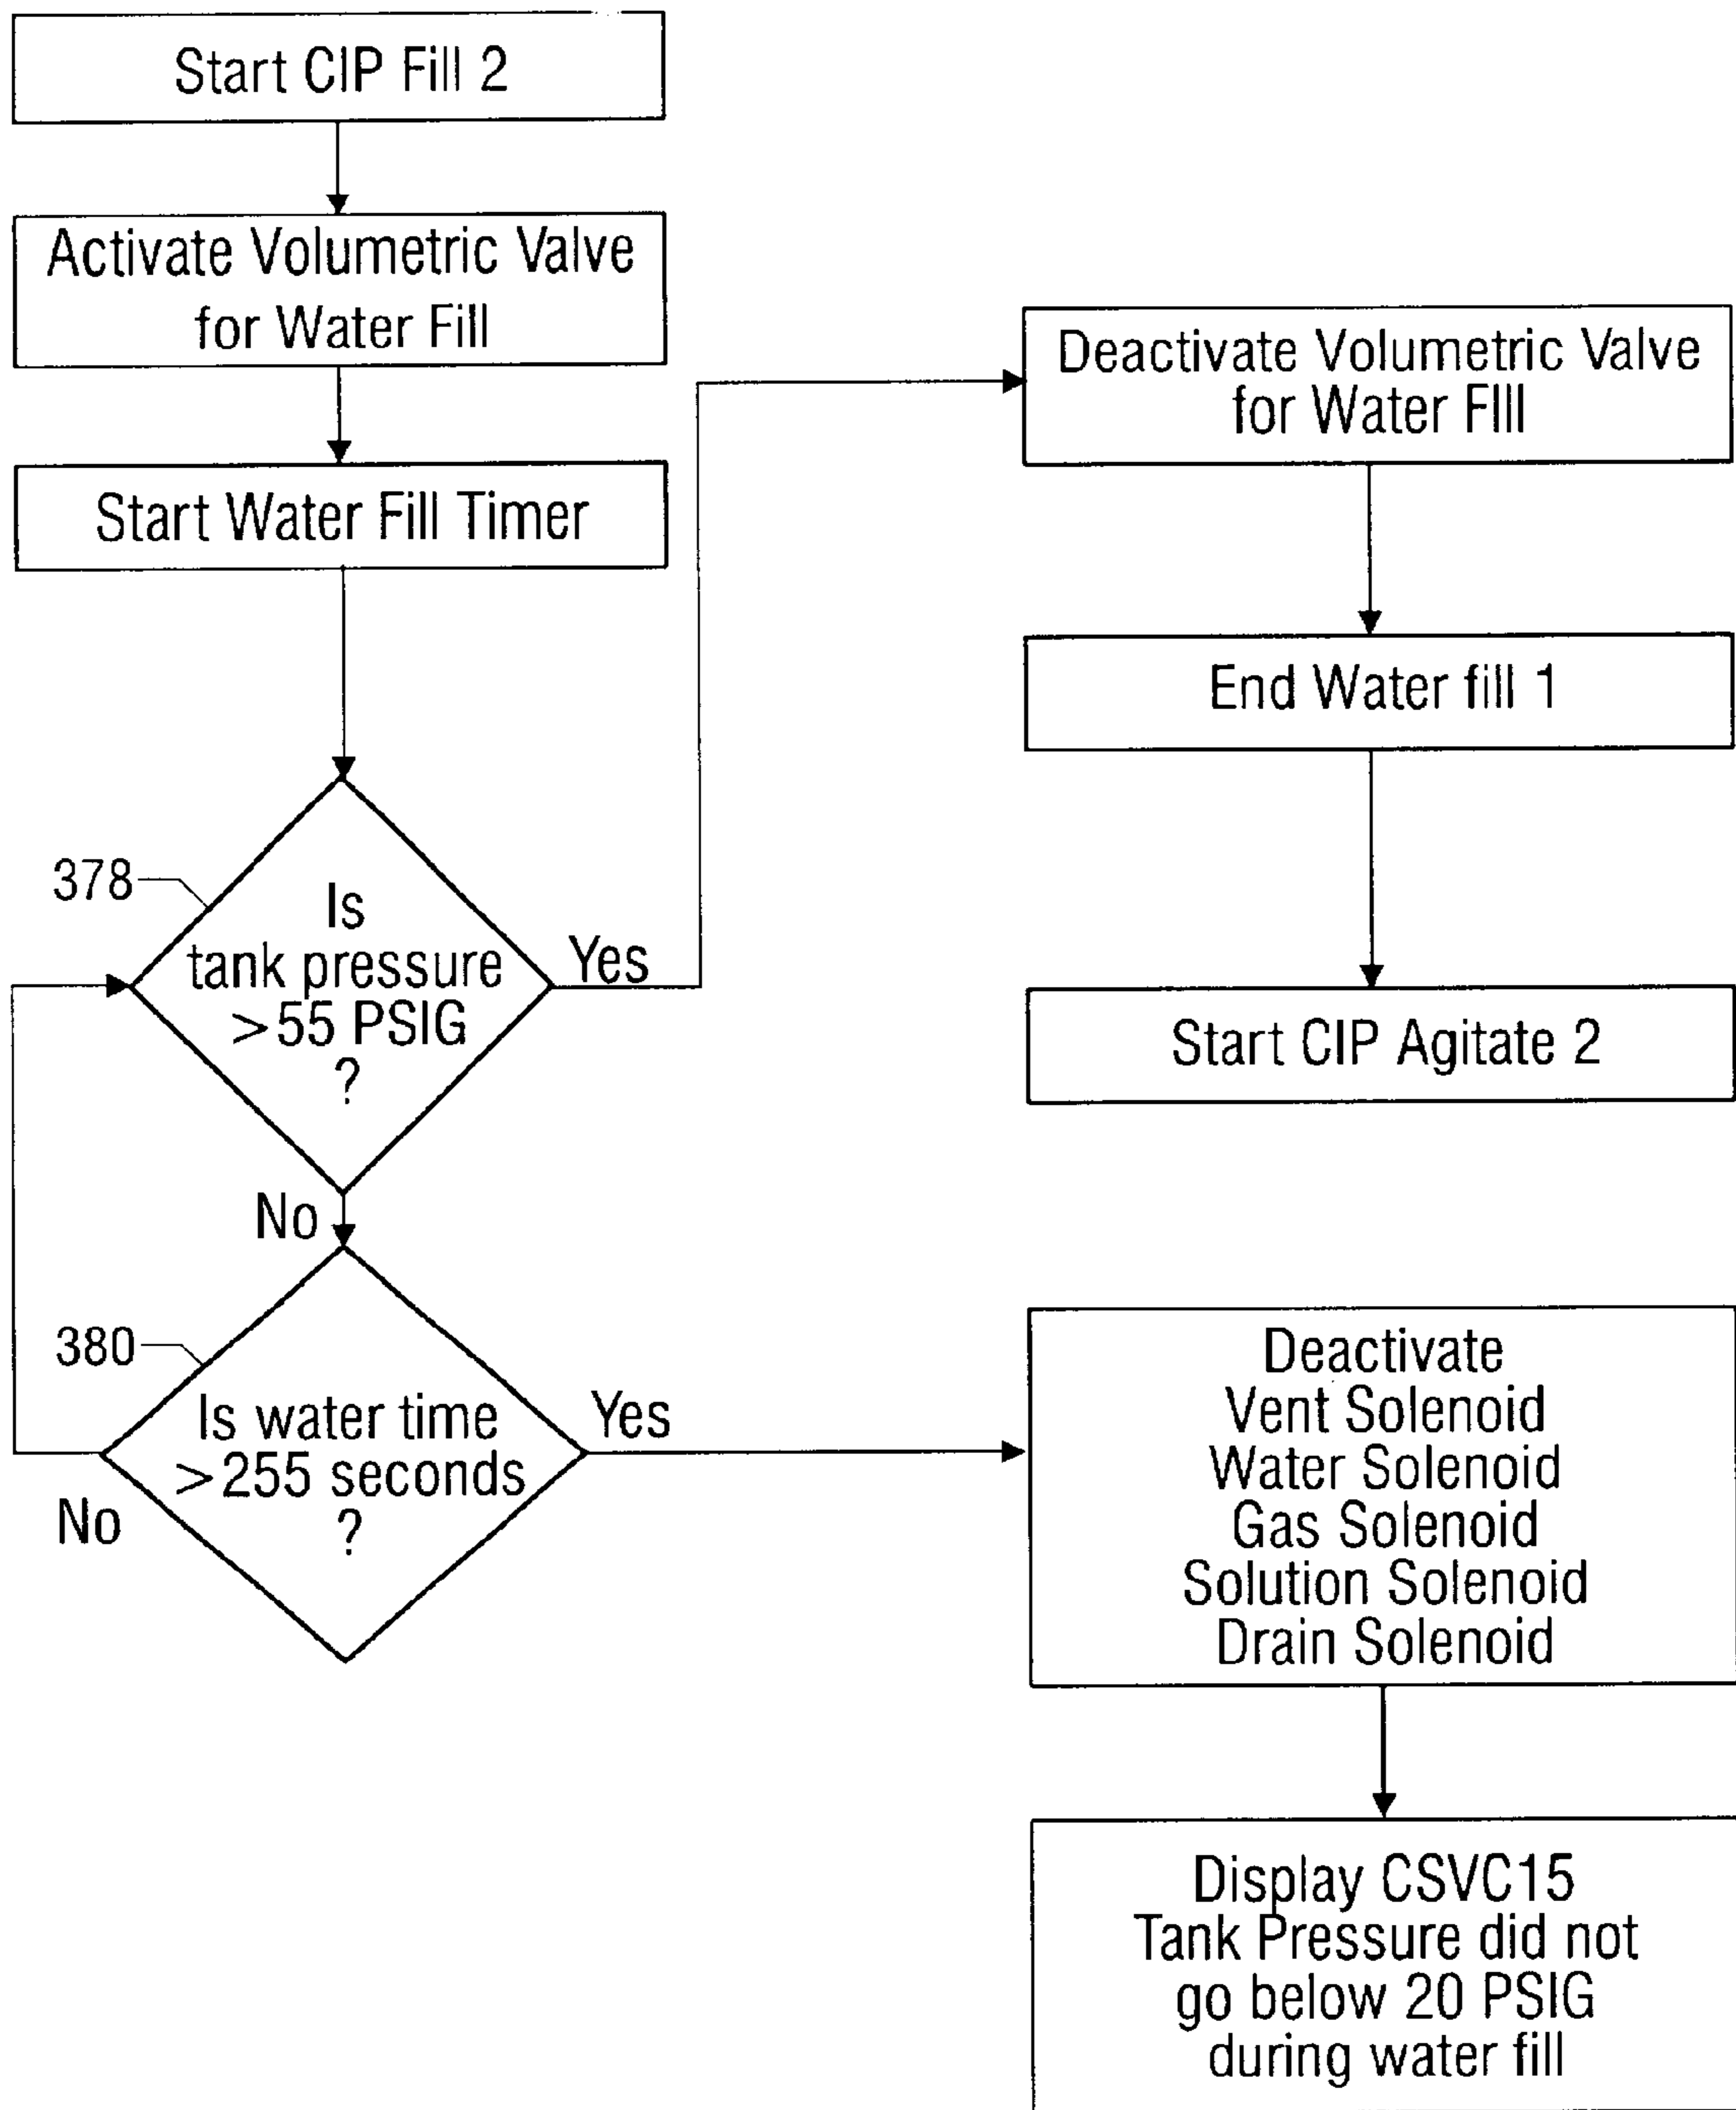 Start CIP Fill 2
Activate Volumetric Valve
for Water Fill
Start Water Fill Timer
378
Is
tank pressure
>55 PSIG
?
Yes
No
380
Is water time
>255 seconds
?
Yes
No
Deactivate Volumetric Valve
for Water FIll
End Water fill 1
Start CIP Agitate 2
Deactivate
Vent Solenoid
Water Solenoid
Gas Solenoid
Solution Solenoid
Drain Solenoid
Display CSVC15
Tank Pressure did not
go below 20 PSIG
during water fill